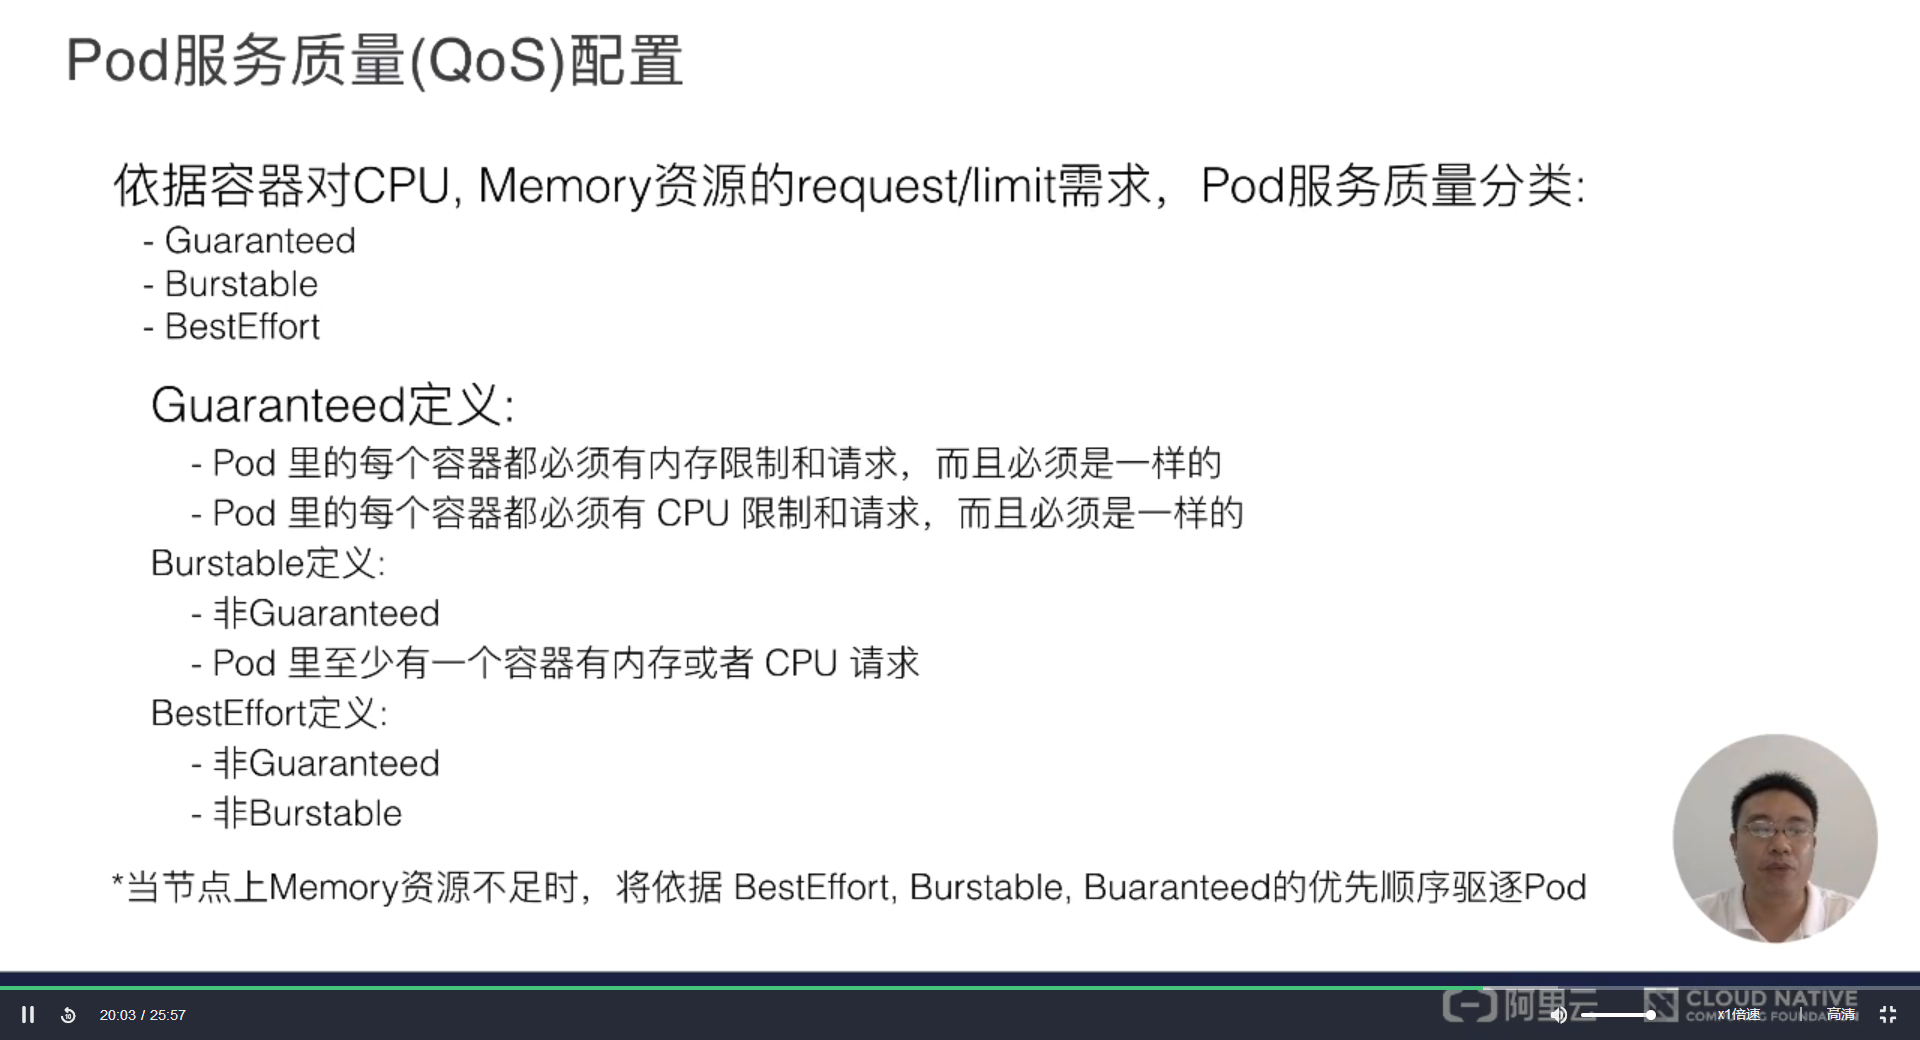 Pod服务质量(QoS)配置
依据容器对CPU, Memory资源的request/limit需求，Pod服务质量分类:
- Guaranteed
- Burstable
- BestEffort
Guaranteed定义:
- Pod 里的每个容器都必须有内存限制和请求，而且必须是一样的
- Pod 里的每个容器都必须有 CPU 限制和请求，而且必须是一样的
Burstable定义:
- 非Guaranteed
- Pod 里至少有一个容器有内存或者 CPU 请求
BestEffort定义:
- 非Guaranteed
- 非Burstable
*当节点上Memory资源不足时，将依据 BestEffort, Burstable, Buaranteed的优先顺序驱逐Pod
10
20:03 / 25:57
阿里云
CLOUD NATIVE
COMPUTING FOUNDATION
x1倍速
高清